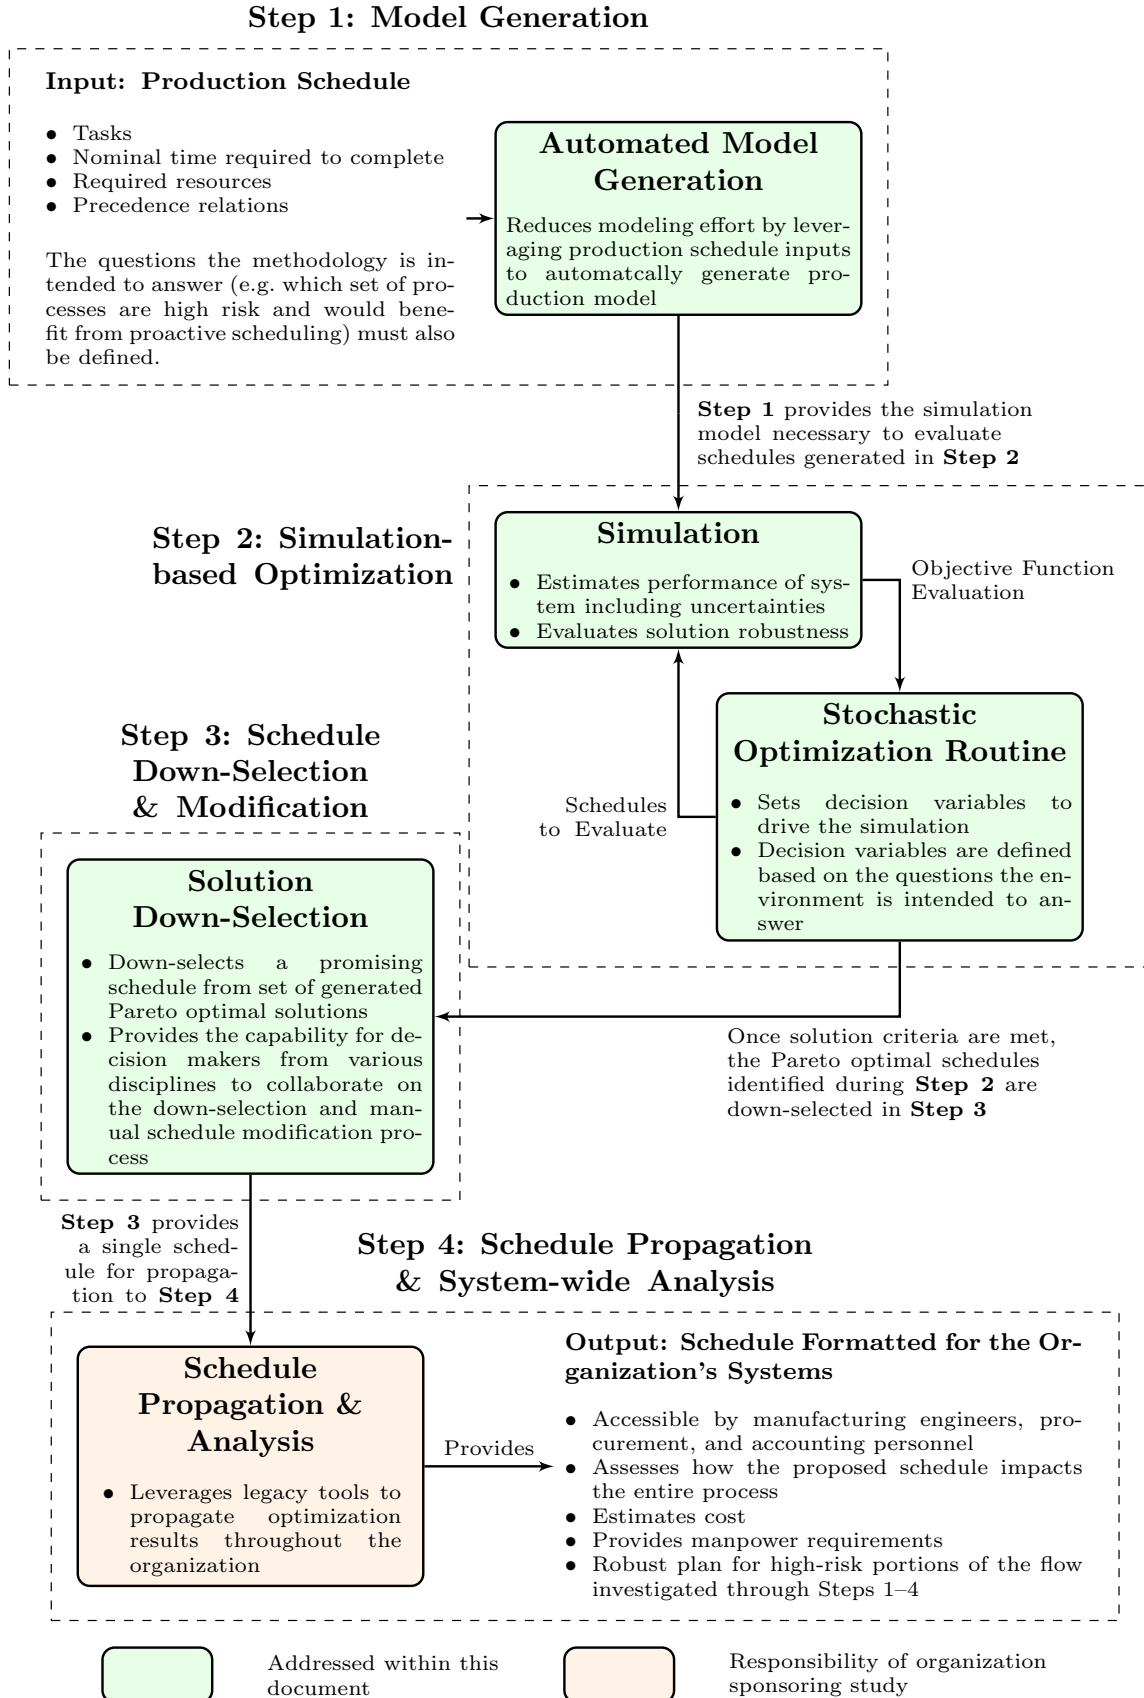 Step 1: Model Generation
Input: Production Schedule
• Tasks
• Nominal time required to complete
• Required resources
• Precedence relations
The questions the methodology is in-
tended to answer (e.g. which set of pro-
cesses are high risk and would bene-
fit from proactive scheduling) must also
be defined.
Automated Model
Generation
Reduces modeling effort by lever-
aging production schedule inputs
to automatcally generate pro-
duction model
Step 1 provides the simulation
model necessary to evaluate
schedules generated in Step 2
Step 2: Simulation-
based Optimization
Simulation
• Estimates performance of sys-
tem including uncertainties
• Evaluates solution robustness
Objective Function
Evaluation
Stochastic
Optimization Routine
• Sets decision variables to
drive the simulation
• Decision variables are defined
based on the questions the en-
vironment is intended to an-
swer
Schedules
to Evaluate
Step 3: Schedule
Down-Selection
& Modification
Solution
Down-Selection
• Down-selects a promising
schedule from set of generated
Pareto optimal solutions
• Provides the capability for de-
cision makers from various
disciplines to collaborate on
the down-selection and man-
ual schedule modification pro-
cess
Once solution criteria are met,
the Pareto optimal schedules
identified during Step 2 are
down-selected in Step 3
Step 3 provides
a single sched-
ule for propaga-
tion to Step 4
Step 4: Schedule Propagation
& System-wide Analysis
Schedule
Propagation &
Analysis
• Leverages legacy tools to
propagate optimization
results throughout the
organization
Provides
Output: Schedule Formatted for the Or-
ganization's Systems
• Accessible by manufacturing engineers, pro-
curement, and accounting personnel
• Assesses how the proposed schedule impacts
the entire process
• Estimates cost
• Provides manpower requirements
• Robust plan for high-risk portions of the flow
investigated through Steps 1–4
Addressed within this
document
Responsibility of organization
sponsoring study